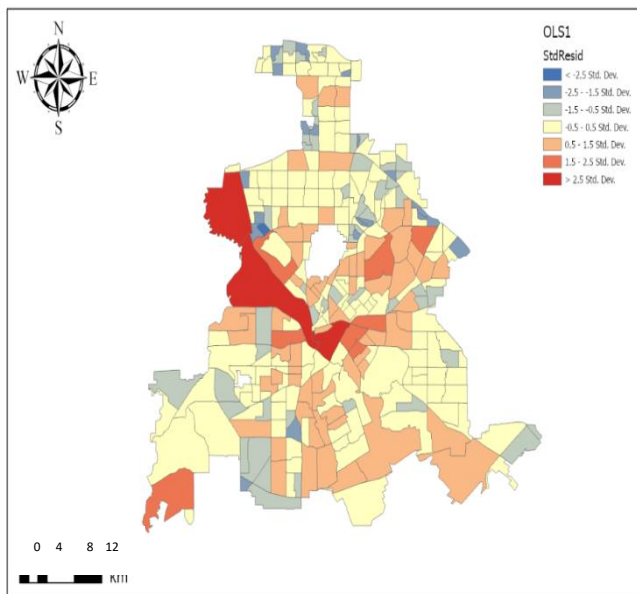 N
W E
S
OLS1
StdResid
< -2.5 Std. Dev.
-2.5 - -1.5 Std. Dev.
-1.5 - -0.5 Std. Dev.
-0.5 - 0.5 Std. Dev.
0.5 - 1.5 Std. Dev.
1.5 - 2.5 Std. Dev.
> 2.5 Std. Dev.
0 4 8 12
Km